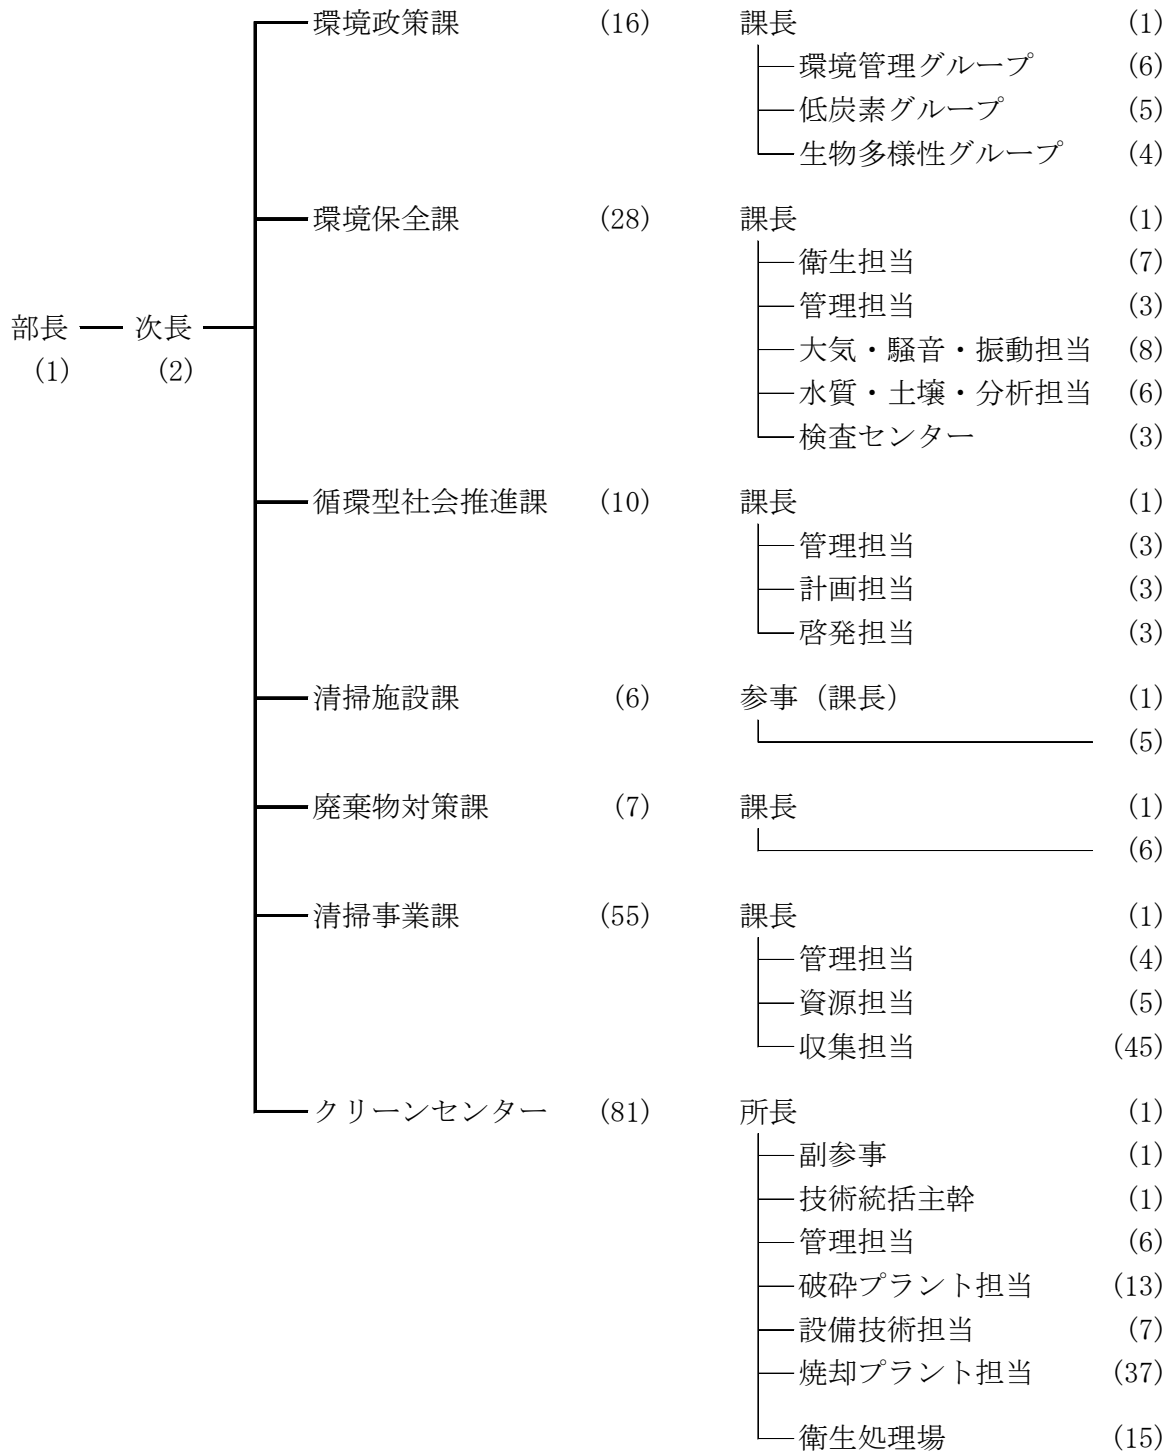 環境政策課 (16) 課長 (1)
環境管理グループ (6)
低炭素グループ (5)
生物多様性グループ (4)
環境保全課 (28) 課長 (1)
衛生担当 (7)
管理担当 (3)
部長 次長
大気・騒音・振動担当 (8)
(1) (2)
水質・土壌・分析担当 (6)
検査センター (3)
循環型社会推進課 (10) 課長 (1)
管理担当 (3)
計画担当 (3)
啓発担当 (3)
清掃施設課 (6) 参事（課長） (1)
(5)
廃棄物対策課 (7) 課長 (1)
(6)
清掃事業課 (55) 課長 (1)
管理担当 (4)
資源担当 (5)
収集担当 (45)
クリーンセンター (81) 所長 (1)
副参事 (1)
技術統括主幹 (1)
管理担当 (6)
破砕プラント担当 (13)
設備技術担当 (7)
焼却プラント担当 (37)
衛生処理場 (15)